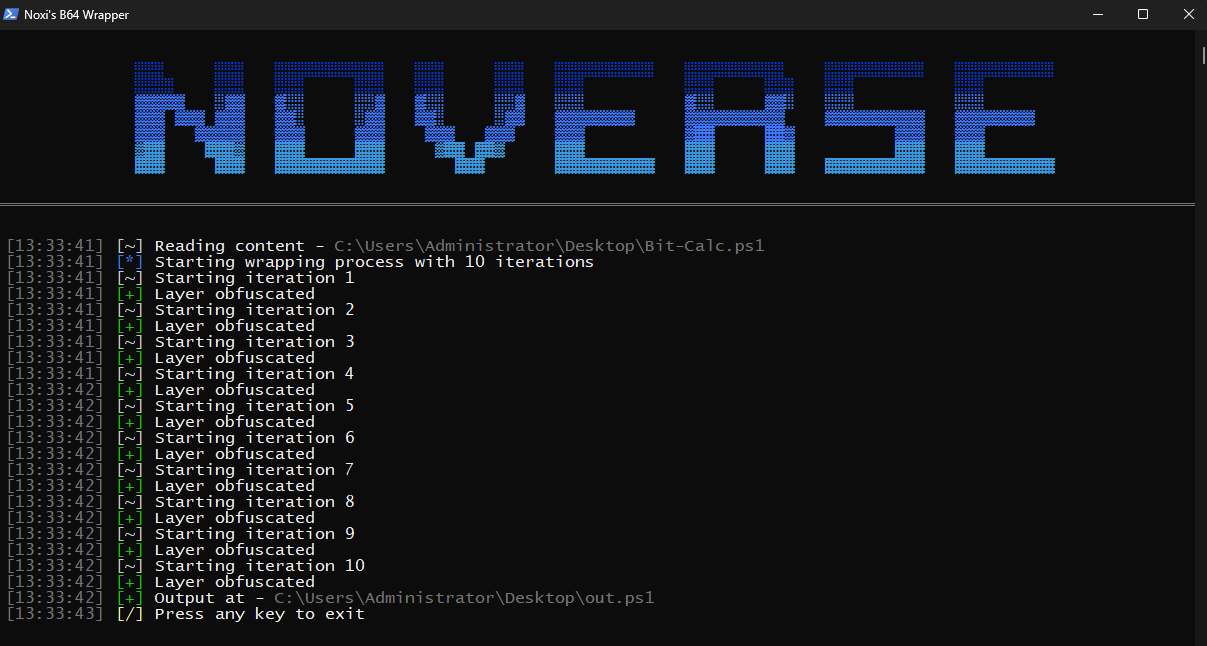 Noxi's B64 Wrapper
NOVERSE
[13:33:41] [~] Reading content - C:\Users\Administrator\Desktop\Bit-Calc.ps1
[13:33:41] [*] Starting wrapping process with 10 iterations
[13:33:41] [~] Starting iteration 1
[13:33:41] [+] Layer obfuscated
[13:33:41] [~] Starting iteration 2
[13:33:41] [+] Layer obfuscated
[13:33:41] [~] Starting iteration 3
[13:33:41] [+] Layer obfuscated
[13:33:41] [~] Starting iteration 4
[13:33:42] [+] Layer obfuscated
[13:33:42] [~] Starting iteration 5
[13:33:42] [+] Layer obfuscated
[13:33:42] [~] Starting iteration 6
[13:33:42] [+] Layer obfuscated
[13:33:42] [~] Starting iteration 7
[13:33:42] [+] Layer obfuscated
[13:33:42] [~] Starting iteration 8
[13:33:42] [+] Layer obfuscated
[13:33:42] [~] Starting iteration 9
[13:33:42] [+] Layer obfuscated
[13:33:42] [~] Starting iteration 10
[13:33:42] [+] Layer obfuscated
[13:33:42] [+] Output at - C:\Users\Administrator\Desktop\out.ps1
[13:33:43] [/] Press any key to exit